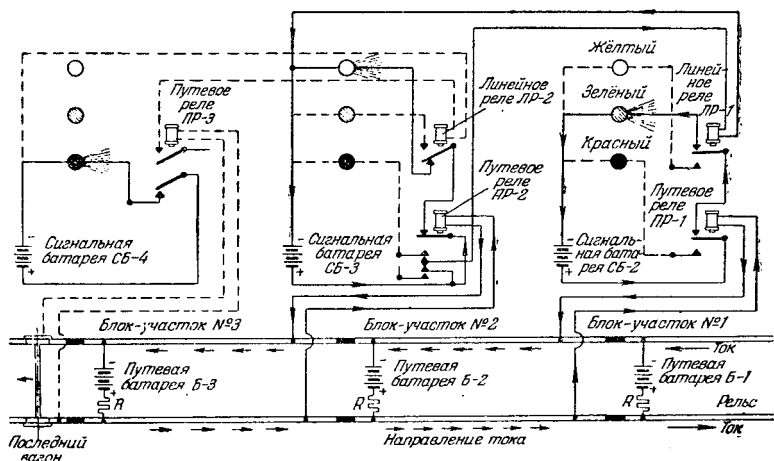 Жёлтый
Зелёный
Красный
Линей-
ное
реле
ЛР-1
Путевое
реле
ПР-1
Линейное
реле ЛР-2
Путевое
реле
ПР-2
Путевое
реле
ПР-3
Сигнальная
батарея СБ-4
Сигнальная
батарея
СБ-3
Сигналь-
ная бата-
рея СБ-2
Блок-участок №3
Блок-участок №2
Блок-участок №1
Ток
Путевая
батарея Б-3
R
Путевая
батарея Б-2
R
Путевая
батарея Б-1
R
Рельс
Последний
вагон
Направление тока
Ток